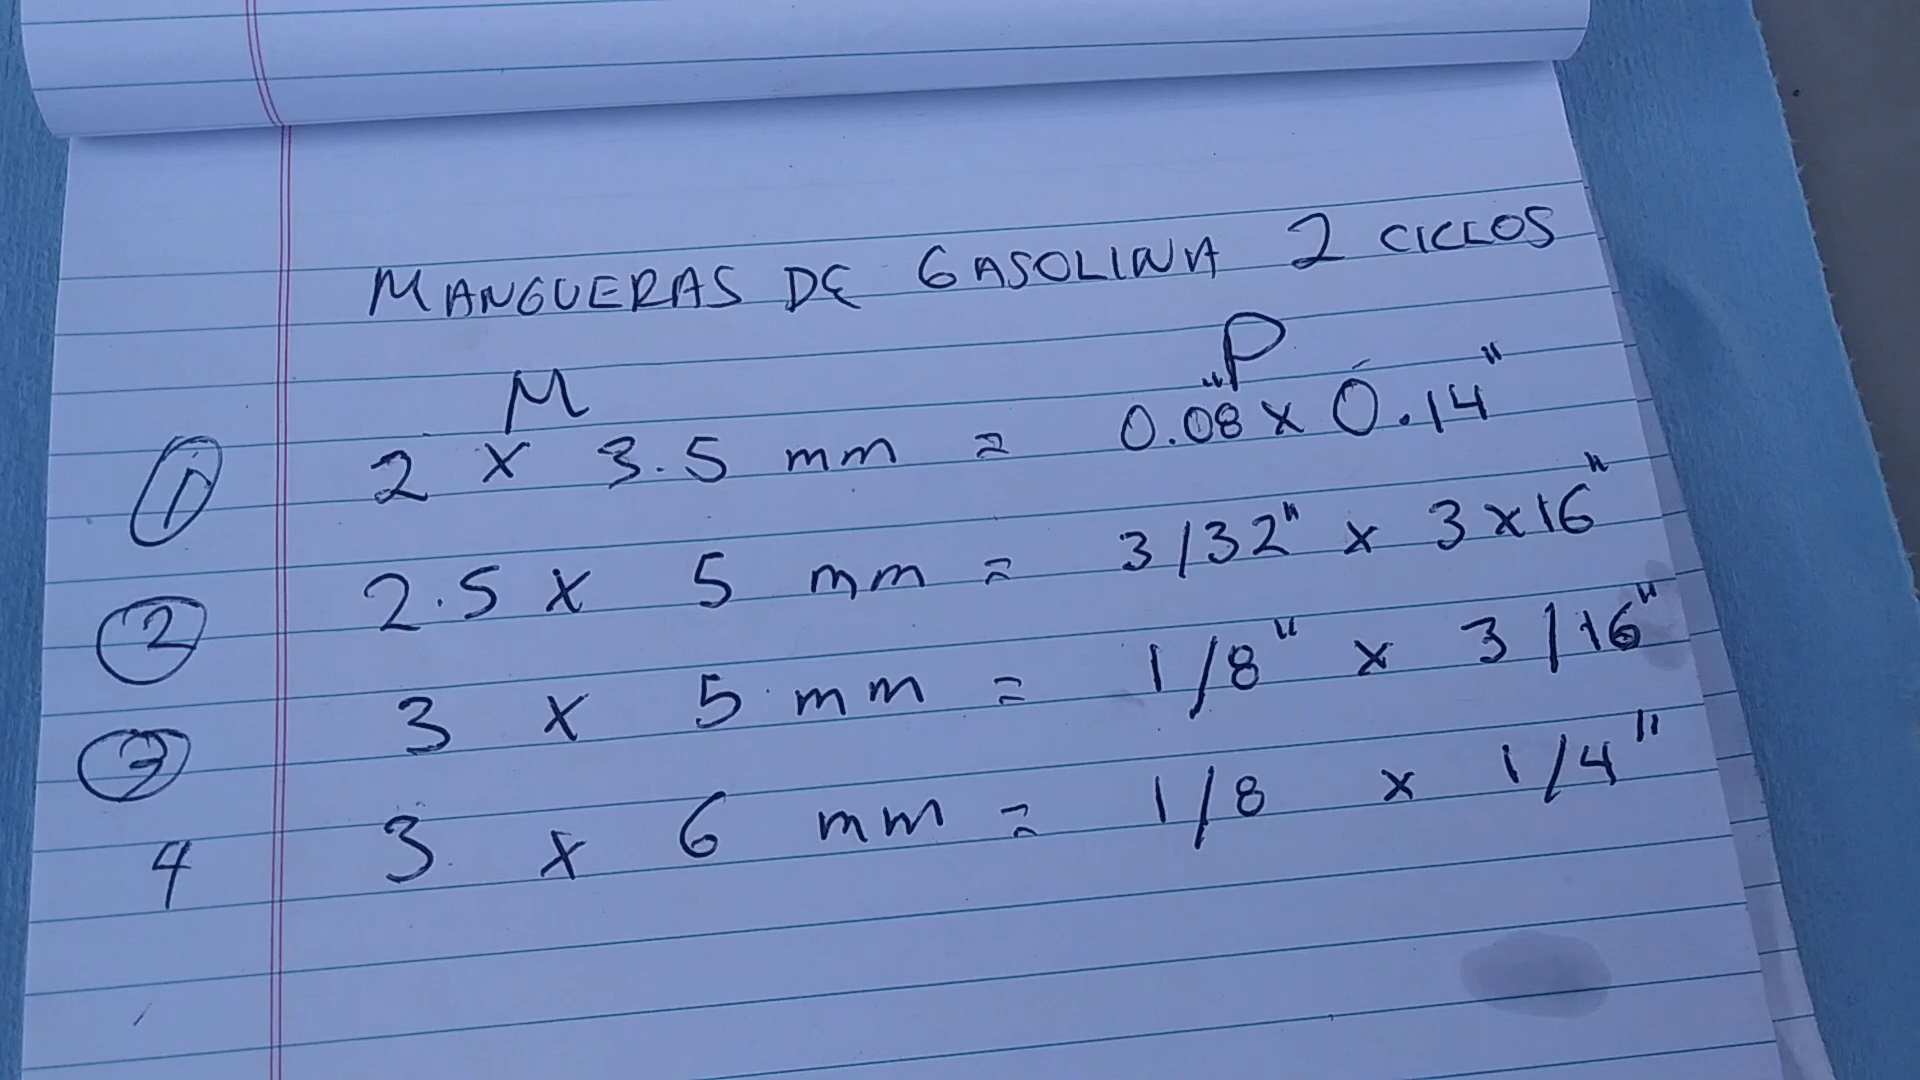 MANGUERAS DE GASOLINA 2 CICLOS
M P
1 2 x 3.5 mm = "0.08 x 0.14"
2 2.5 x 5 mm = 3/32" x 3x16"
3 3 x 5 mm = 1/8" x 3/16"
4 3 x 6 mm = 1/8 x 1/4"